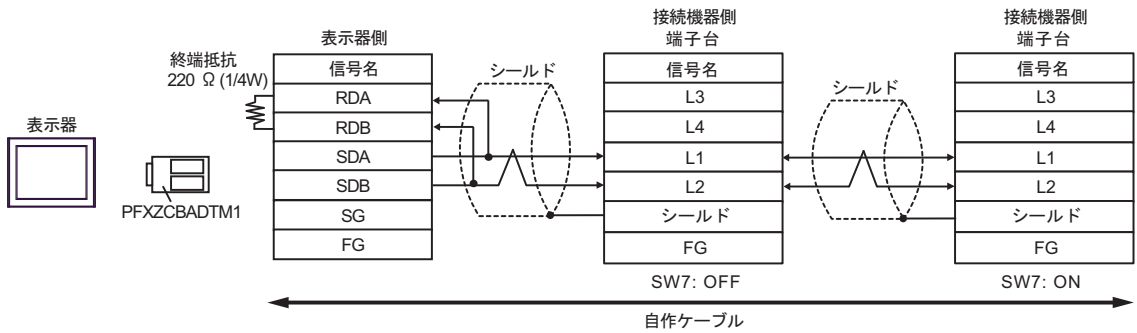 表示器
PFXZCBADTM1
終端抵抗
220 Ω (1/4W)
表示器側
信号名
RDA
RDB
SDA
SDB
SG
FG
シールド
接続機器側
端子台
信号名
L3
L4
L1
L2
シールド
FG
SW7: OFF
シールド
接続機器側
端子台
信号名
L3
L4
L1
L2
シールド
FG
SW7: ON
自作ケーブル